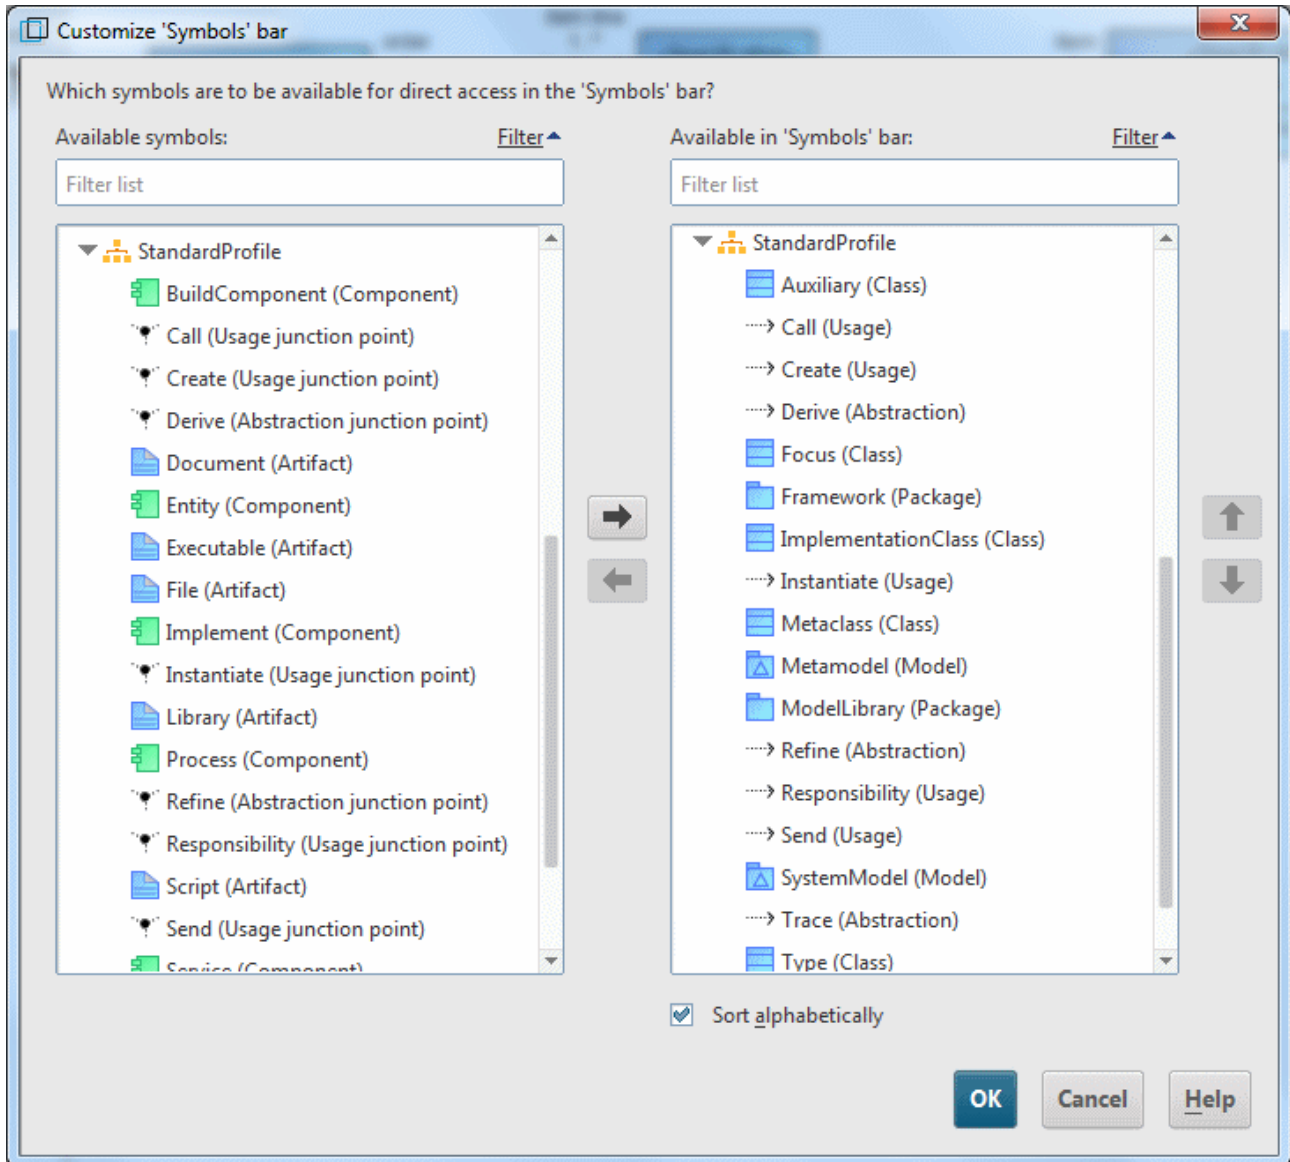 Customize 'Symbols' bar
Which symbols are to be available for direct access in the 'Symbols' bar?
Available symbols:
Filter
Filter list
StandardProfile
BuildComponent (Component)
Call (Usage junction point)
Create (Usage junction point)
Derive (Abstraction junction point)
Document (Artifact)
Entity (Component)
Executable (Artifact)
File (Artifact)
Implement (Component)
Instantiate (Usage junction point)
Library (Artifact)
Process (Component)
Refine (Abstraction junction point)
Responsibility (Usage junction point)
Script (Artifact)
Send (Usage junction point)
Service (Component)
Available in 'Symbols' bar:
Filter
Filter list
StandardProfile
Auxiliary (Class)
Call (Usage)
Create (Usage)
Derive (Abstraction)
Focus (Class)
Framework (Package)
ImplementationClass (Class)
Instantiate (Usage)
Metaclass (Class)
Metamodel (Model)
ModelLibrary (Package)
Refine (Abstraction)
Responsibility (Usage)
Send (Usage)
SystemModel (Model)
Trace (Abstraction)
Type (Class)
Sort alphabetically
OK
Cancel
Help